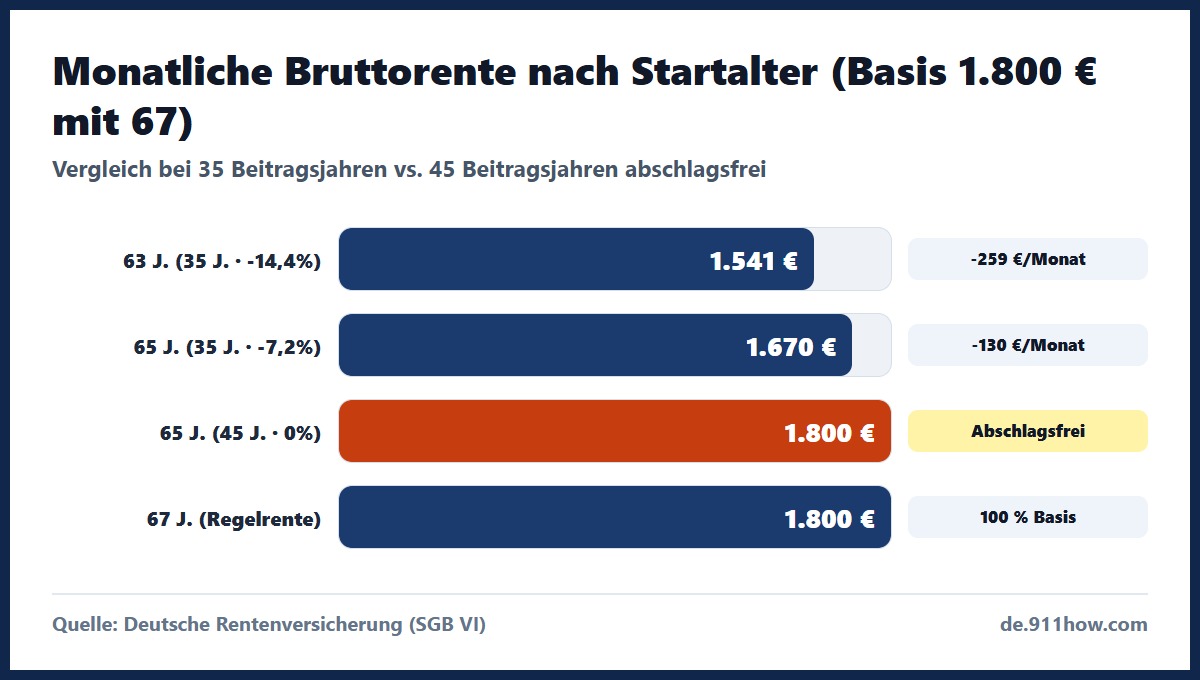 Monatliche Bruttorente nach Startalter (Basis 1.800 €
mit 67)
Vergleich bei 35 Beitragsjahren vs. 45 Beitragsjahren abschlagsfrei
63 J. (35 J. · -14,4%) 1.541 € -259 €/Monat
65 J. (35 J. · -7,2%) 1.670 € -130 €/Monat
65 J. (45 J. · 0%) 1.800 € Abschlagsfrei
67 J. (Regelrente) 1.800 € 100 % Basis
Quelle: Deutsche Rentenversicherung (SGB VI) de.911how.com